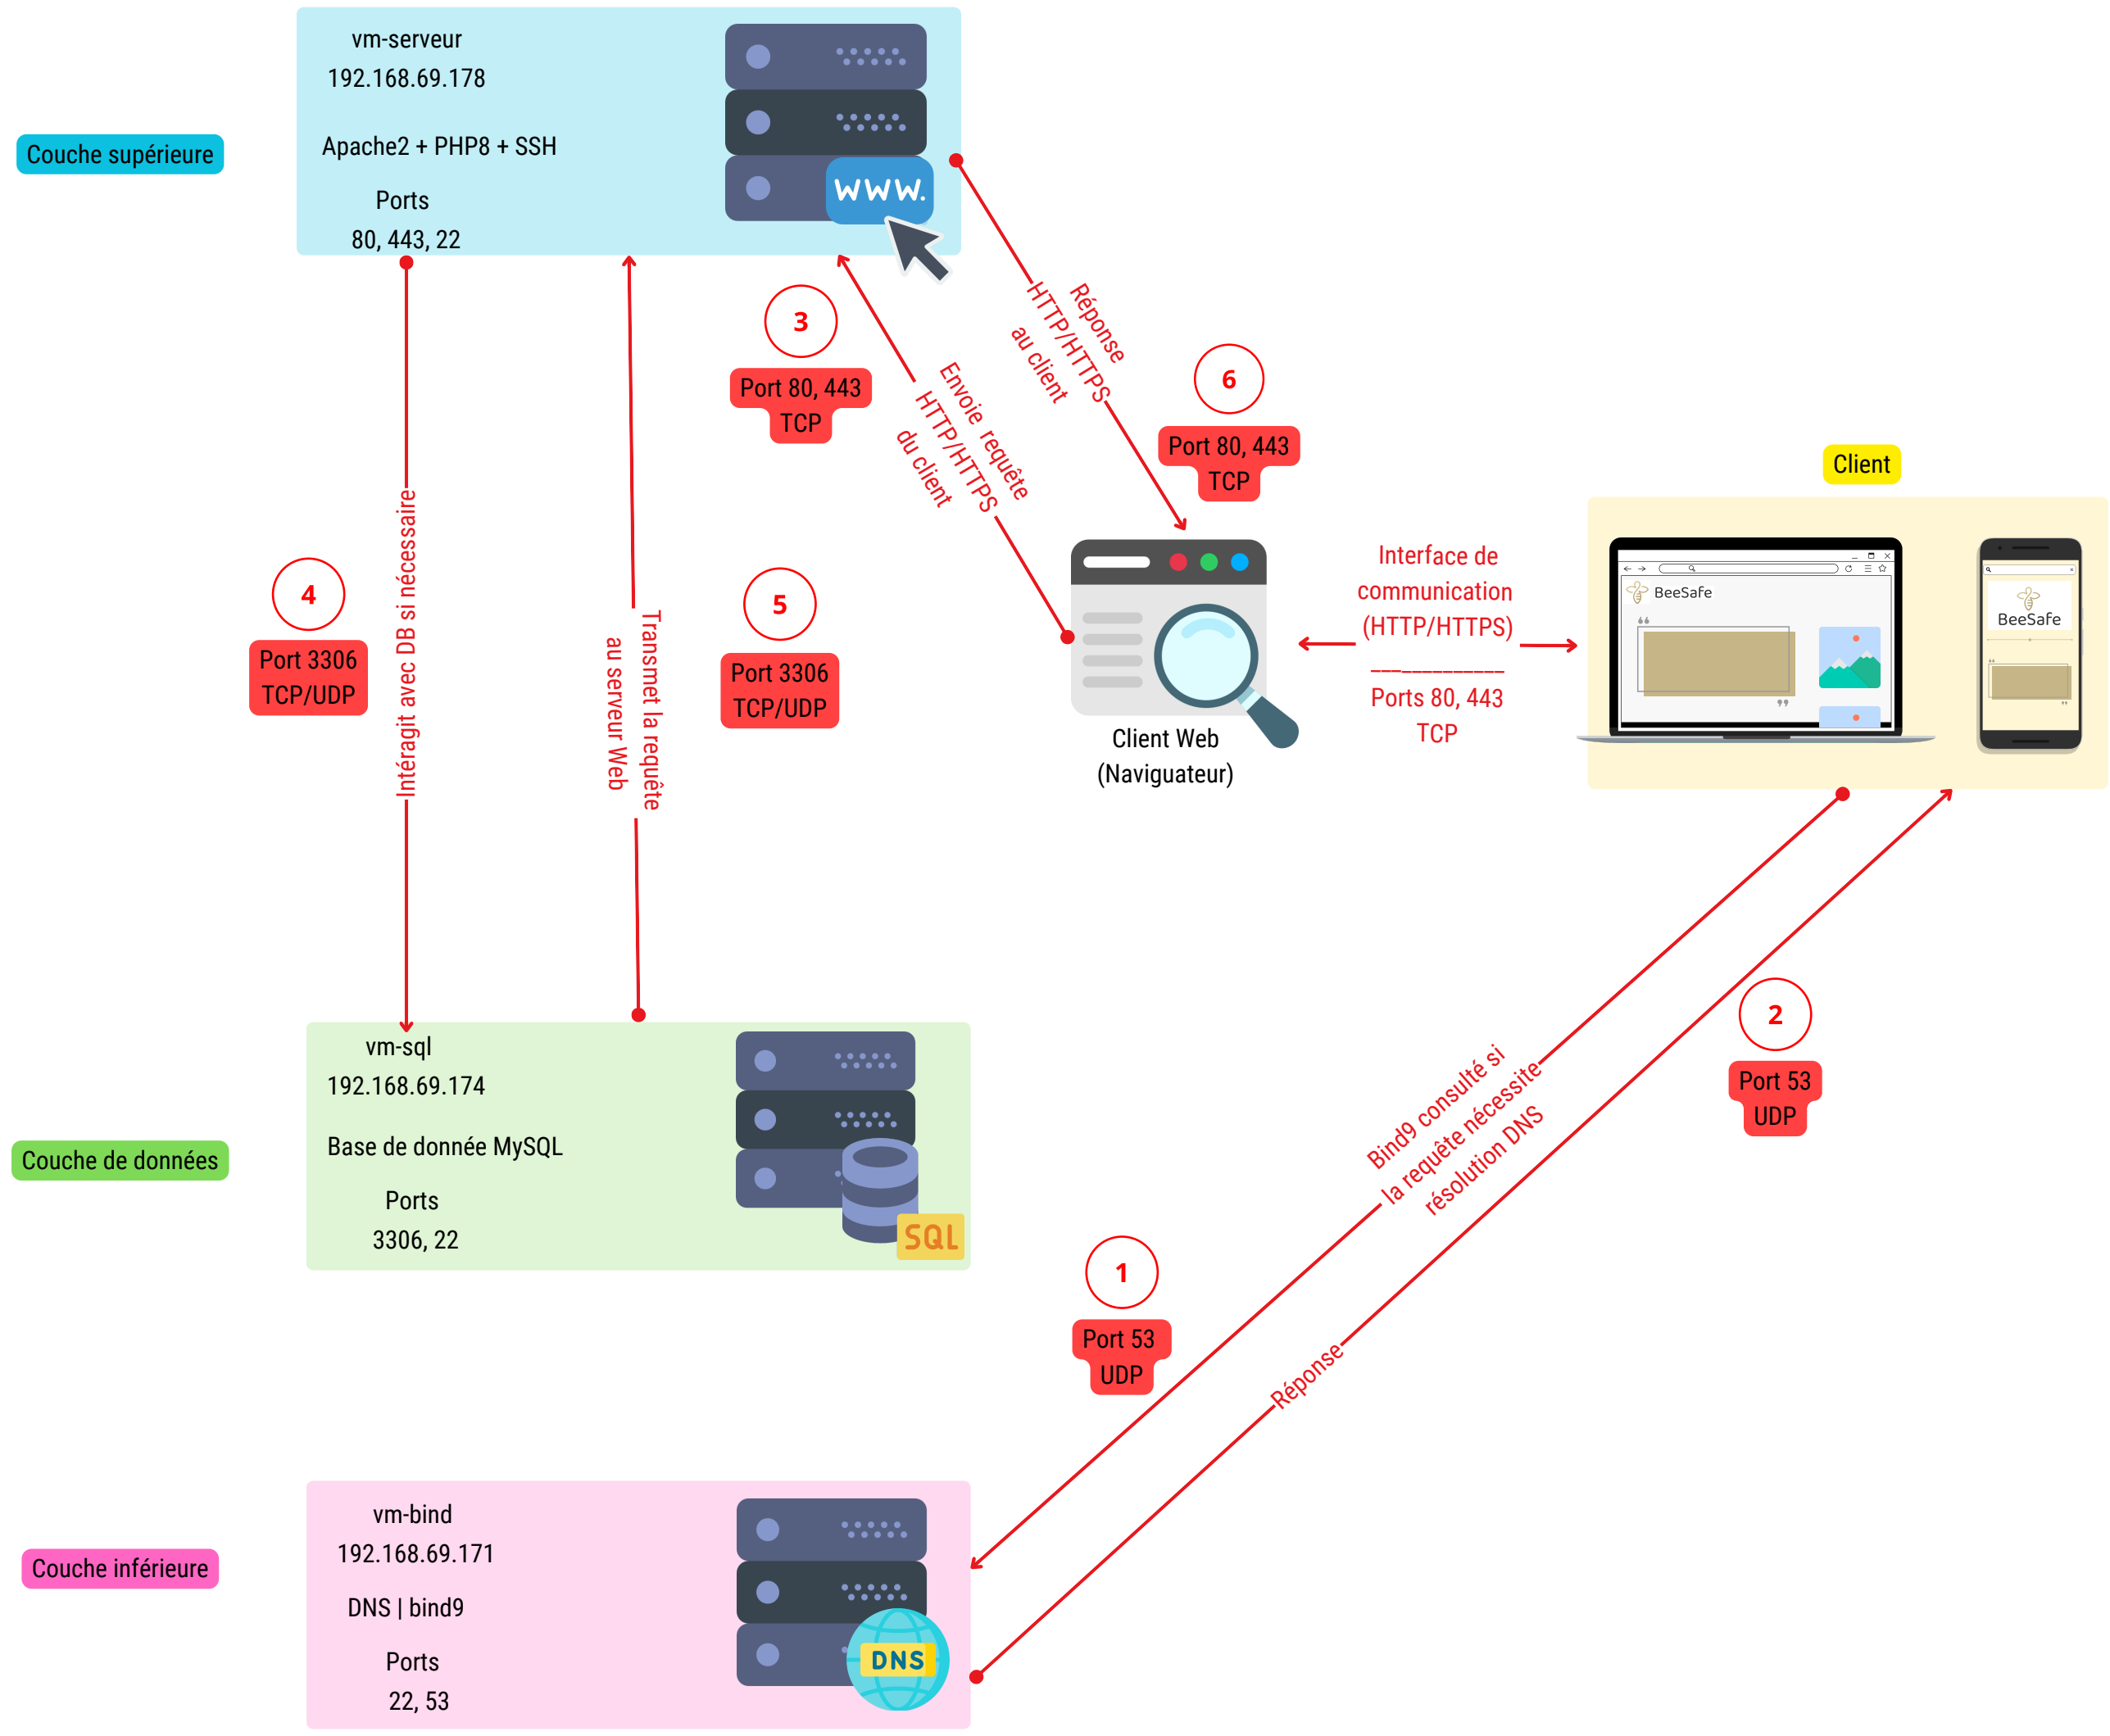 vm-serveur
192.168.69.178
Apache2 + PHP8 + SSH
Ports
80, 443, 22
WWW.
Couche supérieure
3
Port 80, 443
TCP
Envoie requête
HTTP/HTTPS
du client
Réponse
HTTP/HTTPS
au client
6
Port 80, 443
TCP
Client
BeeSafe
BeeSafe
Interface de
communication
(HTTP/HTTPS)
_____________
Ports 80, 443
TCP
Client Web
(Naviguateur)
4
Port 3306
TCP/UDP
Intéragit avec DB si nécessaire
Transmet la requête
au serveur Web
5
Port 3306
TCP/UDP
vm-sql
192.168.69.174
Base de donnée MySQL
Ports
3306, 22
SQL
Couche de données
2
Port 53
UDP
Bind9 consulté si
la requête nécessite
résolution DNS
1
Port 53
UDP
Réponse
Couche inférieure
vm-bind
192.168.69.171
DNS | bind9
Ports
22, 53
DNS